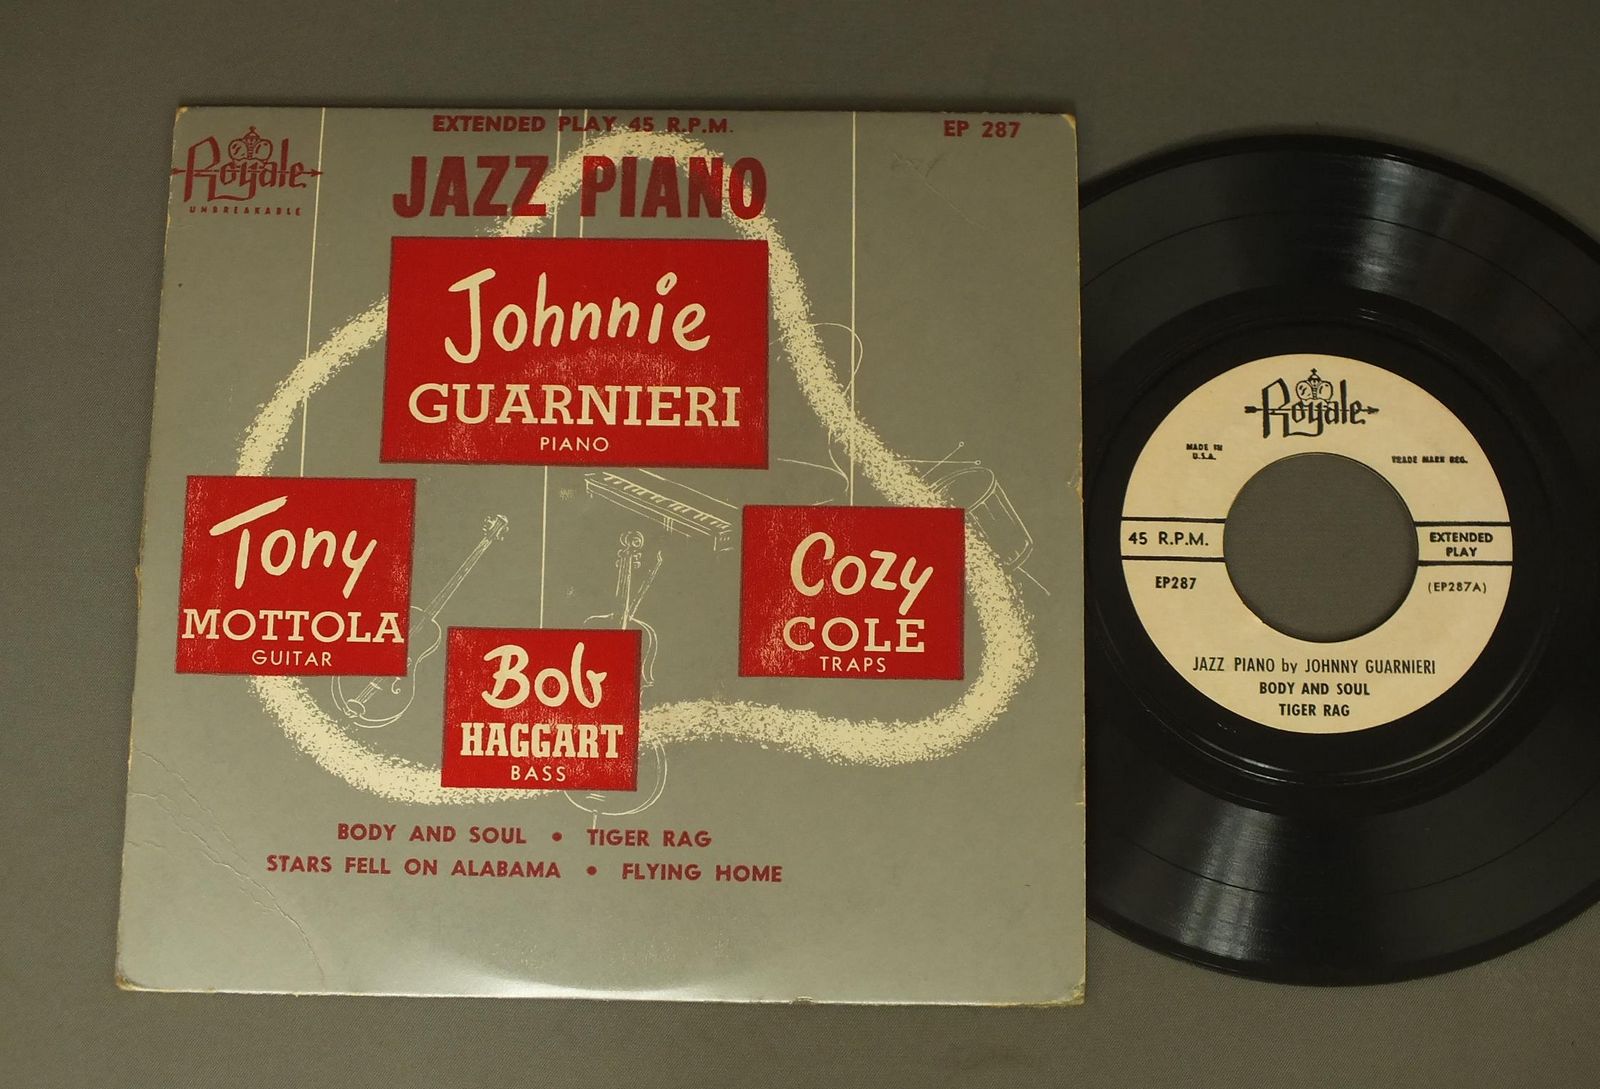 EXTENDED PLAY 45 R.P.M.
EP 287
Royale
UNBREAKABLE
JAZZ PIANO
Johnnie
GUARNIERI
PIANO
Tony
MOTTOLA
GUITAR
Cozy
COLE
TRAPS
Bob
HAGGART
BASS
BODY AND SOUL • TIGER RAG
STARS FELL ON ALABAMA • FLYING HOME
Royale
MADE IN
U.S.A.
TRADE MARK REG.
45 R.P.M.
EXTENDED
PLAY
EP287
(EP287A)
JAZZ PIANO by JOHNNY GUARNIERI
BODY AND SOUL
TIGER RAG